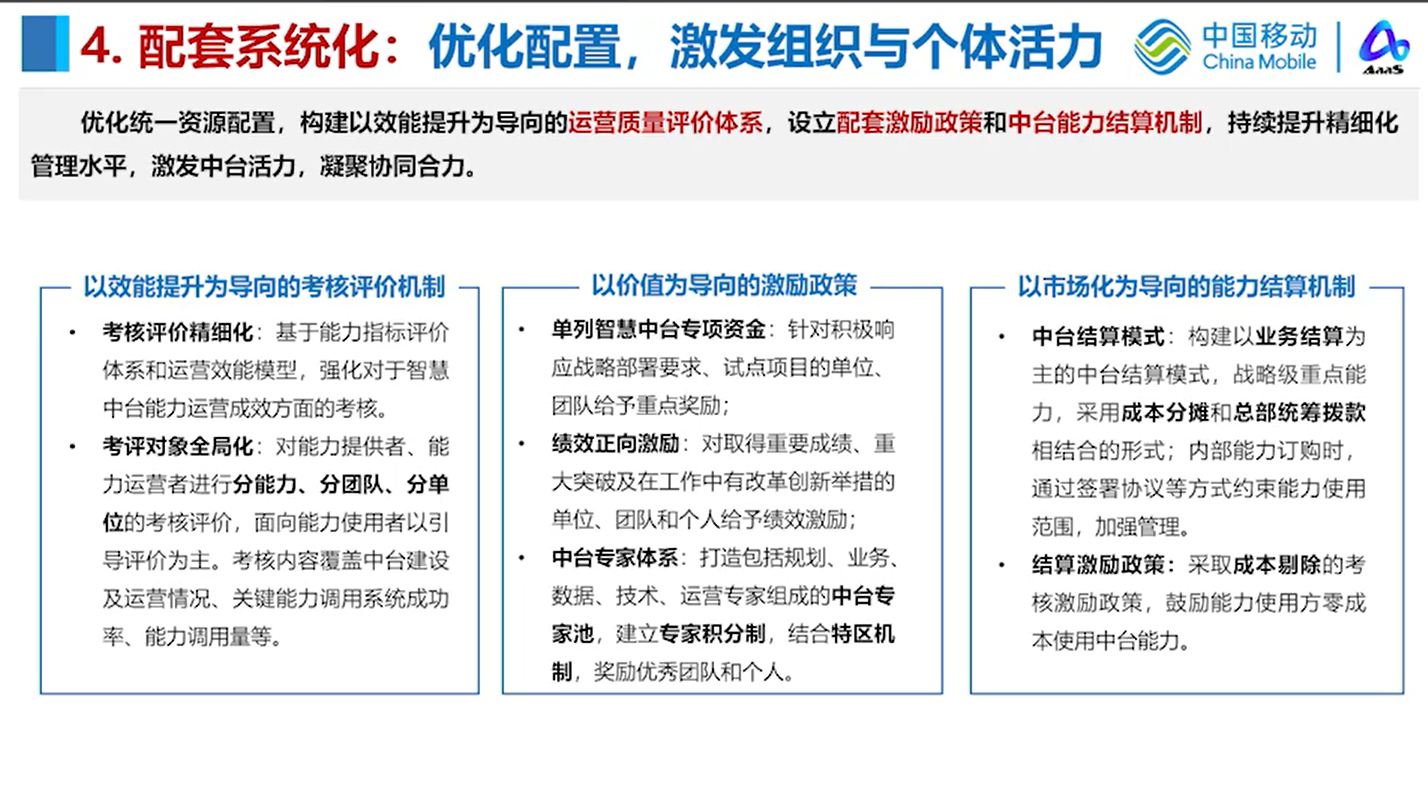 4. 配套系统化：优化配置，激发组织与个体活力
中国移动
China Mobile
AaaS
优化统一资源配置，构建以效能提升为导向的运营质量评价体系，设立配套激励政策和中台能力结算机制，持续提升精细化
管理水平，激发中台活力，凝聚协同合力。
以效能提升为导向的考核评价机制
• 考核评价精细化：基于能力指标评价
体系和运营效能模型，强化对于智慧
中台能力运营成效方面的考核。
• 考评对象全局化：对能力提供者、能
力运营者进行分能力、分团队、分单
位的考核评价，面向能力使用者以引
导评价为主。考核内容覆盖中台建设
及运营情况、关键能力调用系统成功
率、能力调用量等。
以价值为导向的激励政策
• 单列智慧中台专项资金：针对积极响
应战略部署要求、试点项目的单位、
团队给予重点奖励；
• 绩效正向激励：对取得重要成绩、重
大突破及在工作中有改革创新举措的
单位、团队和个人给予绩效激励；
• 中台专家体系：打造包括规划、业务、
数据、技术、运营专家组成的中台专
家池，建立专家积分制，结合特区机
制，奖励优秀团队和个人。
以市场化为导向的能力结算机制
• 中台结算模式：构建以业务结算为
主的中台结算模式，战略级重点能
力，采用成本分摊和总部统筹拨款
相结合的形式；内部能力订购时，
通过签署协议等方式约束能力使用
范围，加强管理。
• 结算激励政策：采取成本剔除的考
核激励政策，鼓励能力使用方零成
本使用中台能力。